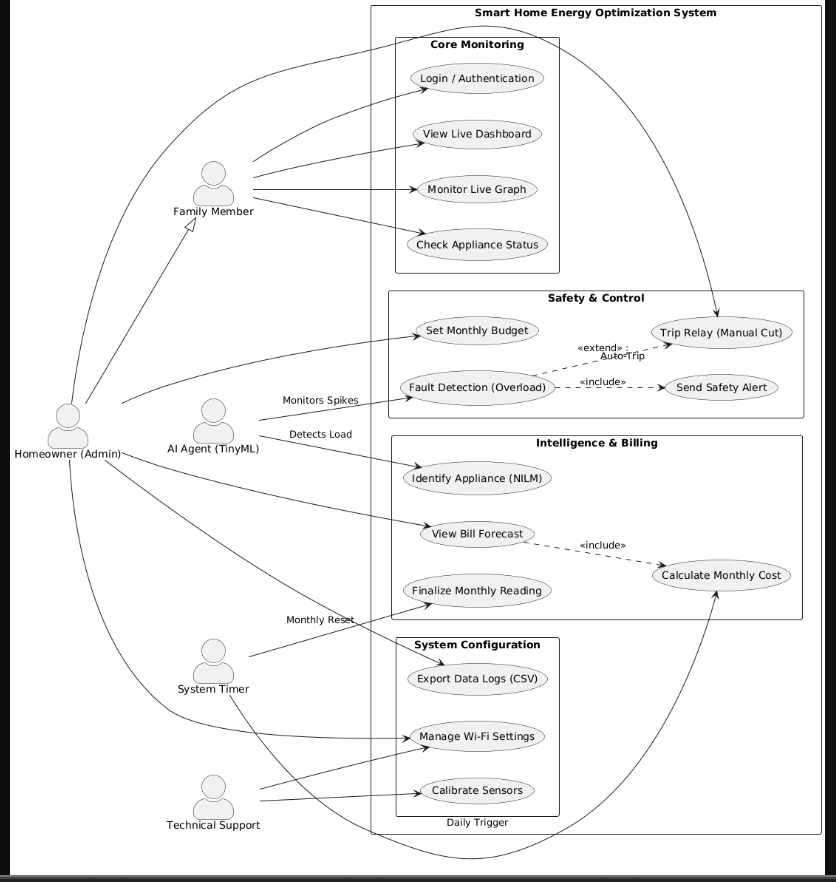 Smart Home Energy Optimization System
Core Monitoring
Login / Authentication
View Live Dashboard
Monitor Live Graph
Check Appliance Status
Family Member
Safety & Control
Set Monthly Budget
Trip Relay (Manual Cut)
«extend» :
Auto-Trip
Fault Detection (Overload)
«include»
Send Safety Alert
Monitors Spikes
Detects Load
AI Agent (TinyML)
Homeowner (Admin)
Intelligence & Billing
Identify Appliance (NILM)
View Bill Forecast
«include»
Calculate Monthly Cost
Finalize Monthly Reading
Monthly Reset
System Timer
System Configuration
Export Data Logs (CSV)
Manage Wi-Fi Settings
Calibrate Sensors
Technical Support
Daily Trigger